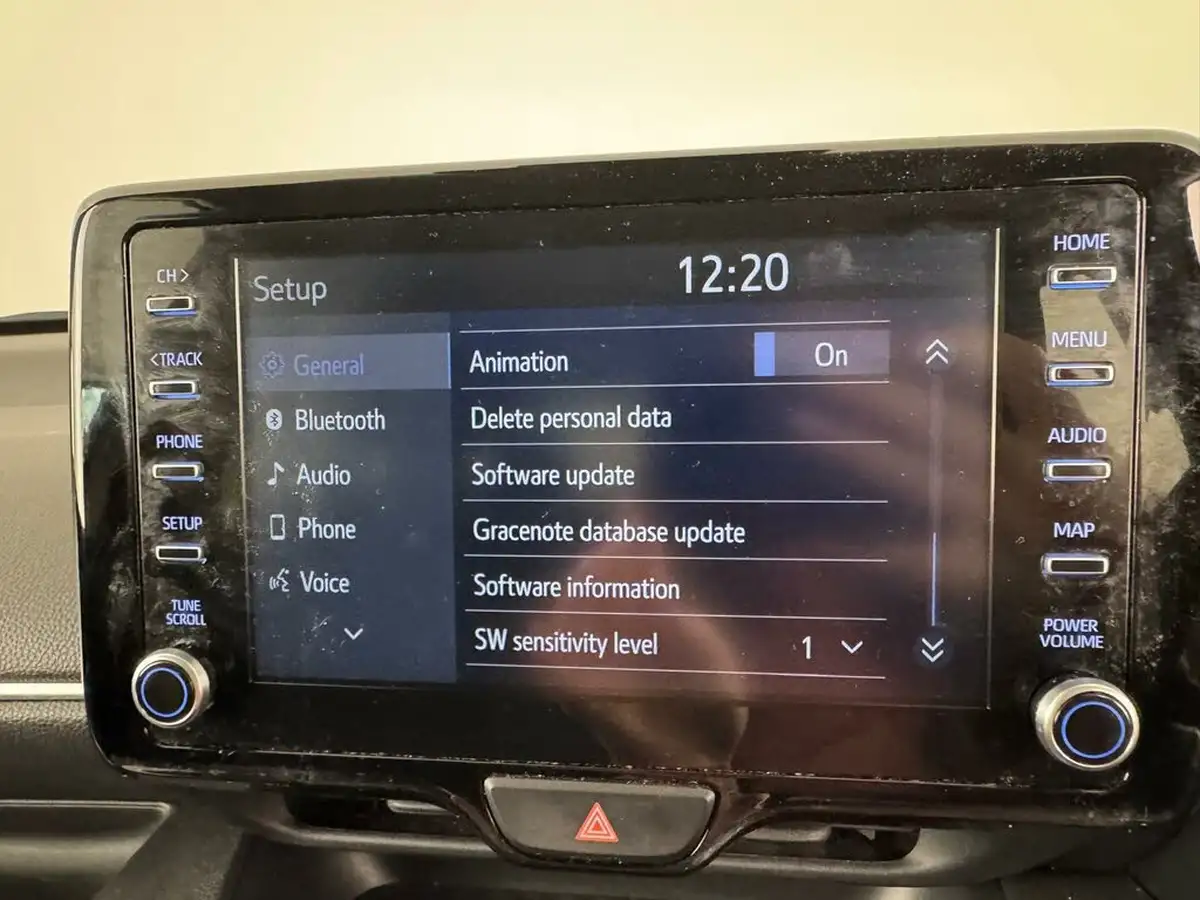 CH>
<TRACK
PHONE
SETUP
TUNE
SCROLL
Setup
12:20
General
Bluetooth
Audio
Phone
Voice
Animation
On
Delete personal data
Software update
Gracenote database update
Software information
SW sensitivity level
1
HOME
MENU
AUDIO
MAP
POWER
VOLUME